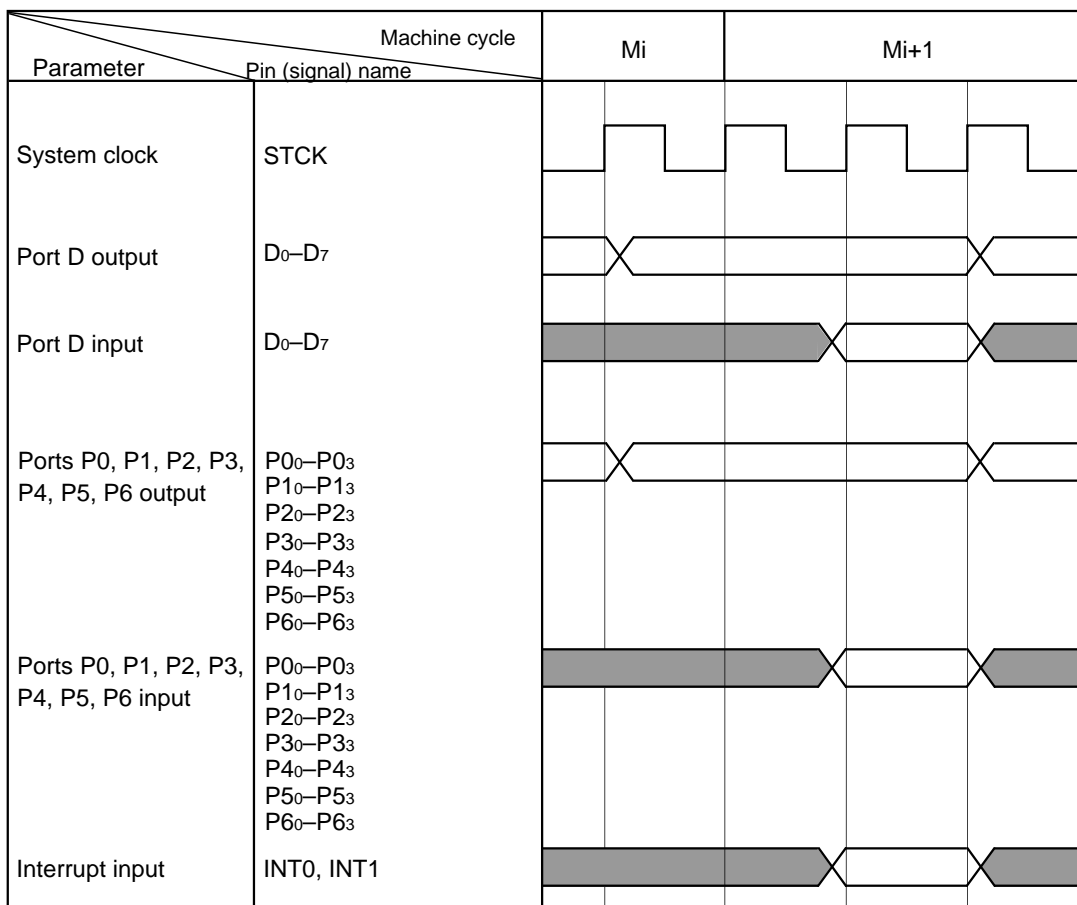 Machine cycle
Parameter
Pin (signal) name
Mi
Mi+1
System clock
STCK
Port D output
D0–D7
Port D input
D0–D7
Ports P0, P1, P2, P3,
P4, P5, P6 output
P00–P03
P10–P13
P20–P23
P30–P33
P40–P43
P50–P53
P60–P63
Ports P0, P1, P2, P3,
P4, P5, P6 input
P00–P03
P10–P13
P20–P23
P30–P33
P40–P43
P50–P53
P60–P63
Interrupt input
INT0, INT1